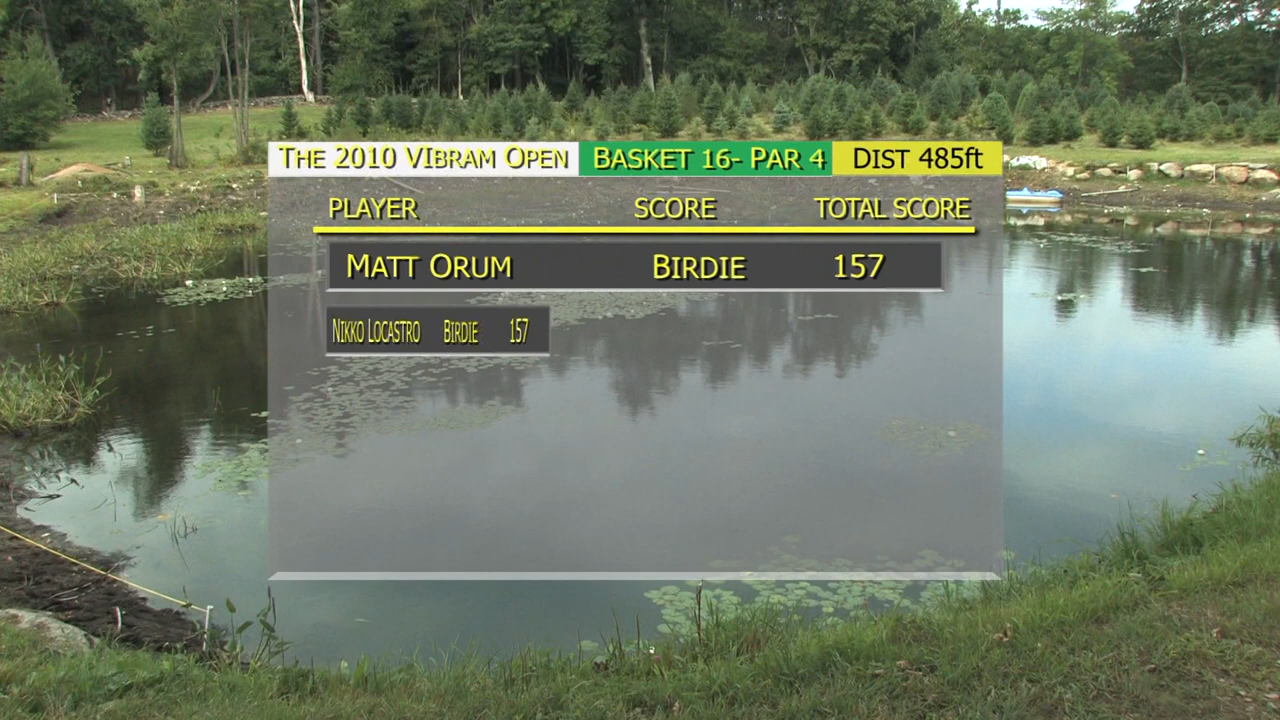 THE 2010 VIBRAM OPEN BASKET 16- PAR 4 DIST 485ft
PLAYER SCORE TOTAL SCORE
MATT ORUM BIRDIE 157
NIKKO LOCASTRO BIRDIE 157